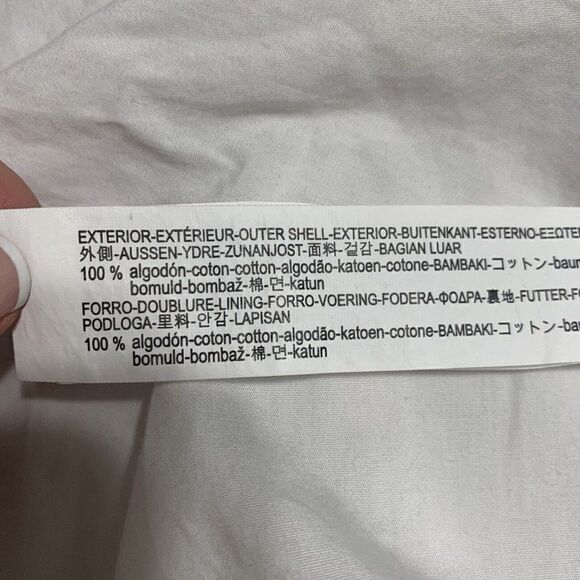 EXTERIOR-EXTÉRIEUR-OUTER SHELL-EXTERIOR-BUITENKANT-ESTERNO-ΕΞΩΤΕ
外側-AUSSEN-YDRE-ZUNANJOST-面料-겉감-BAGIAN LUAR
100 % algodón-coton-cotton-algodão-katoen-cotone-BAMBAKI-コットン-baum
bomuld-bombaž-棉-면-katun
FORRO-DOUBLURE-LINING-FORRO-VOERING-FODERA-ΦΟΔΡΑ-裏地-FUTTER-FO
PODLOGA-里料-안감-LAPISAN
100 % algodón-coton-cotton-algodão-katoen-cotone-BAMBAKI-コットン-bau
bomuld-bombaž-棉-면-katun